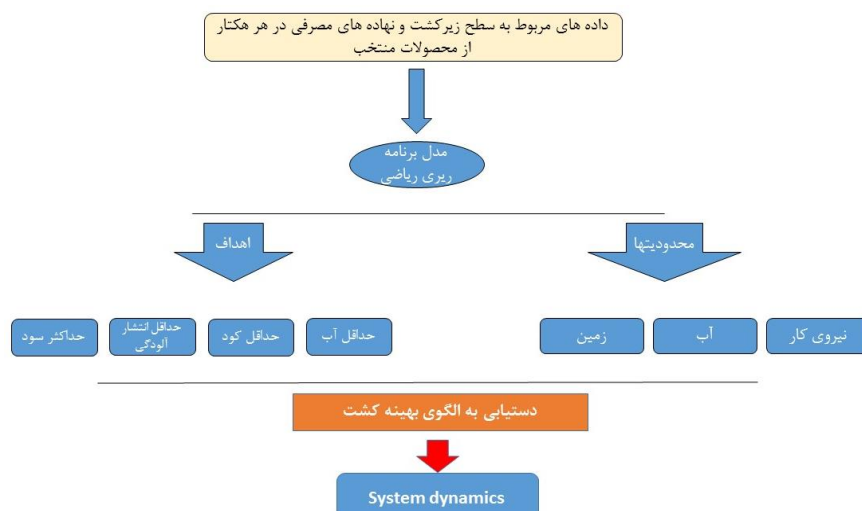 داده های مربوط به سطح زیرکشت و نهاده های مصرفی در هر هکتار
از محصولات منتخب
مدل برنامه
ریری ریاضی
محدودیتها
اهداف
نیروی کار
آب
زمین
حداقل آب
حداقل کود
حداقل انتشار
آلودگی
حداکثر سود
دستیابی به الگوی بهینه کشت
System dynamics